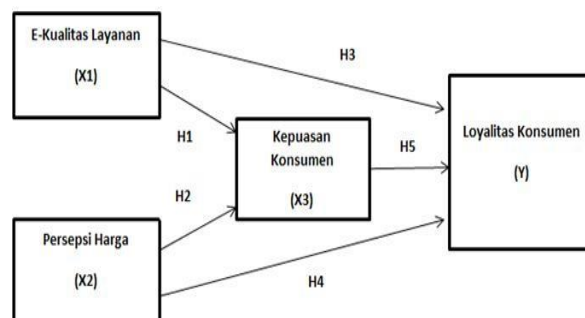 E-Kualitas Layanan
(X1)
H3
H1
Kepuasan
Konsumen
(X3)
H5
Loyalitas Konsumen
(Y)
H2
Persepsi Harga
(X2)
H4